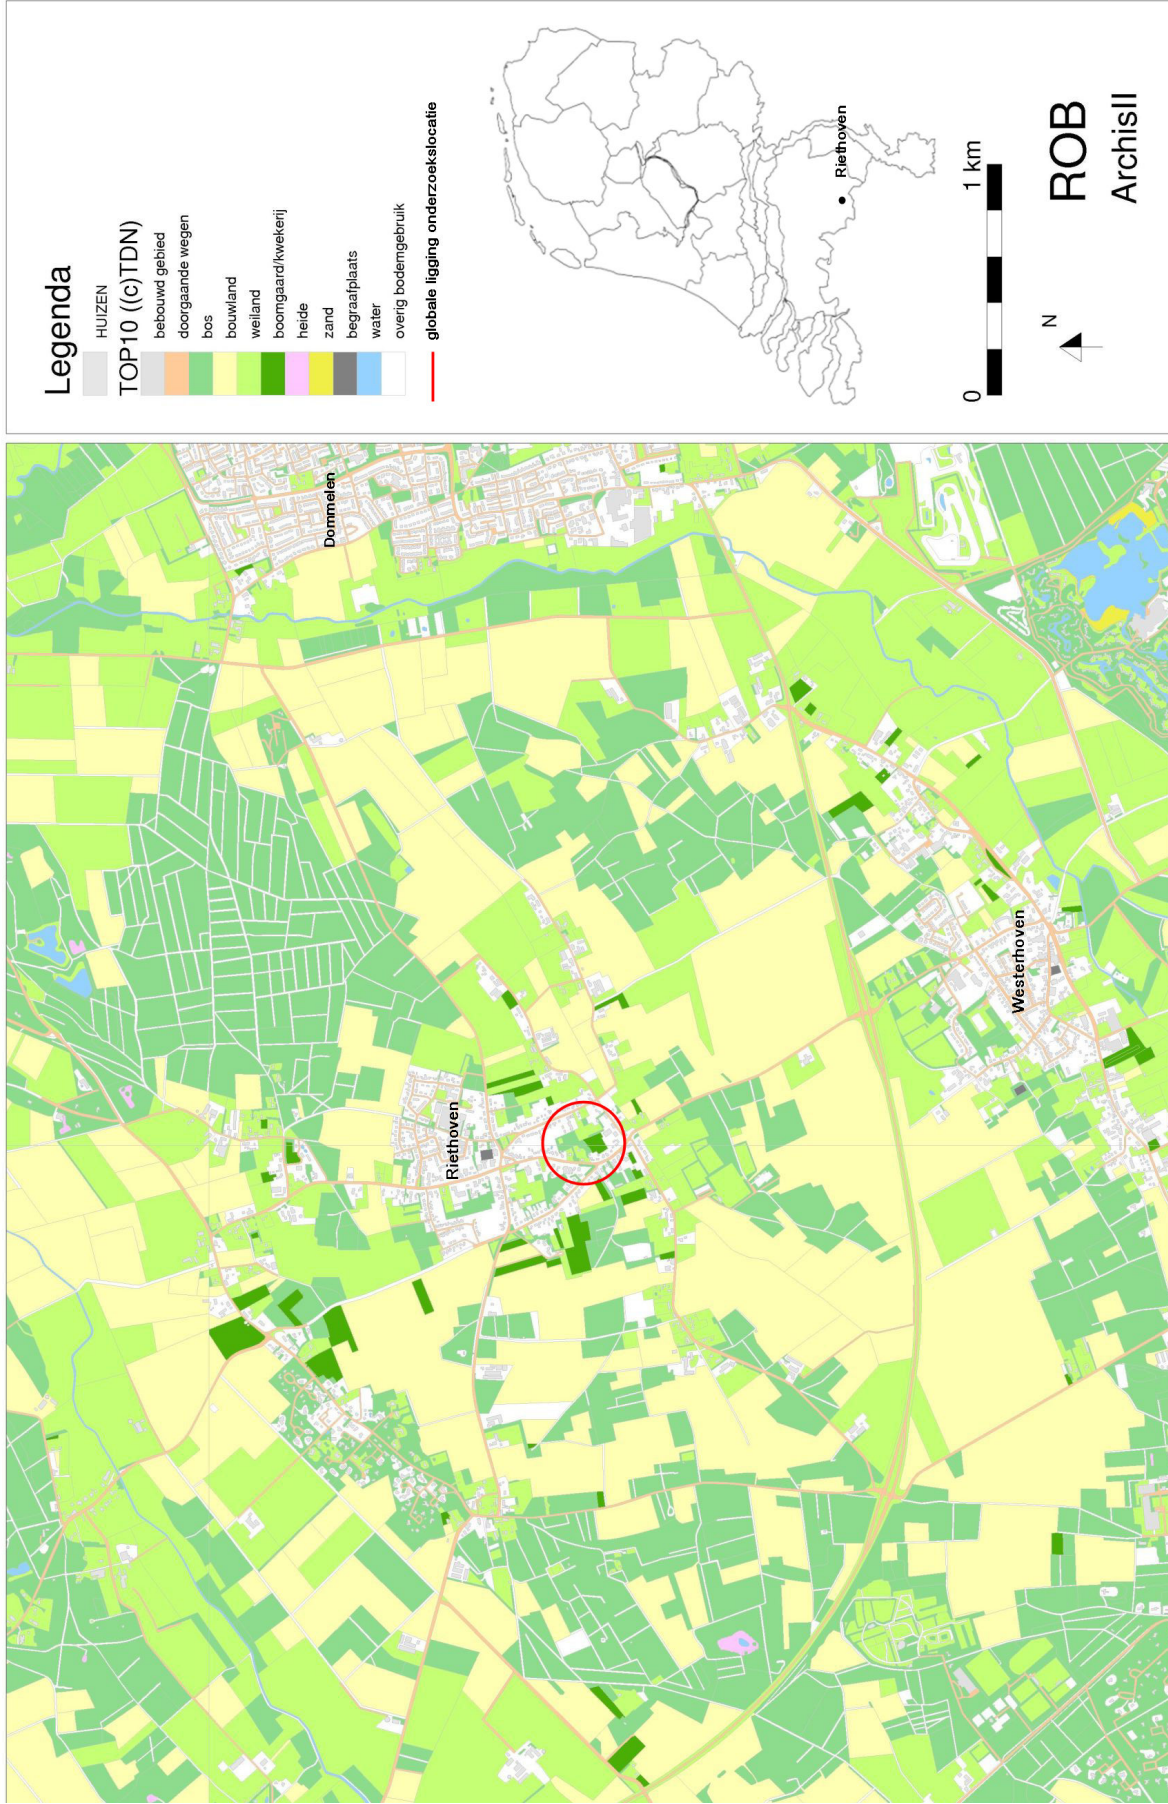 Legenda
HUIZEN
TOP10 ((c)TDN)
bebouwd gebied
doorgaande wegen
bos
bouwland
weiland
boomgaard/kwekerij
heide
zand
begraafplaats
water
overig bodemgebruik
globale ligging onderzoekslocatie
Riethoven
0
1 km
N
ROB
ArchisII
Dommelen
Riethoven
Westerhoven